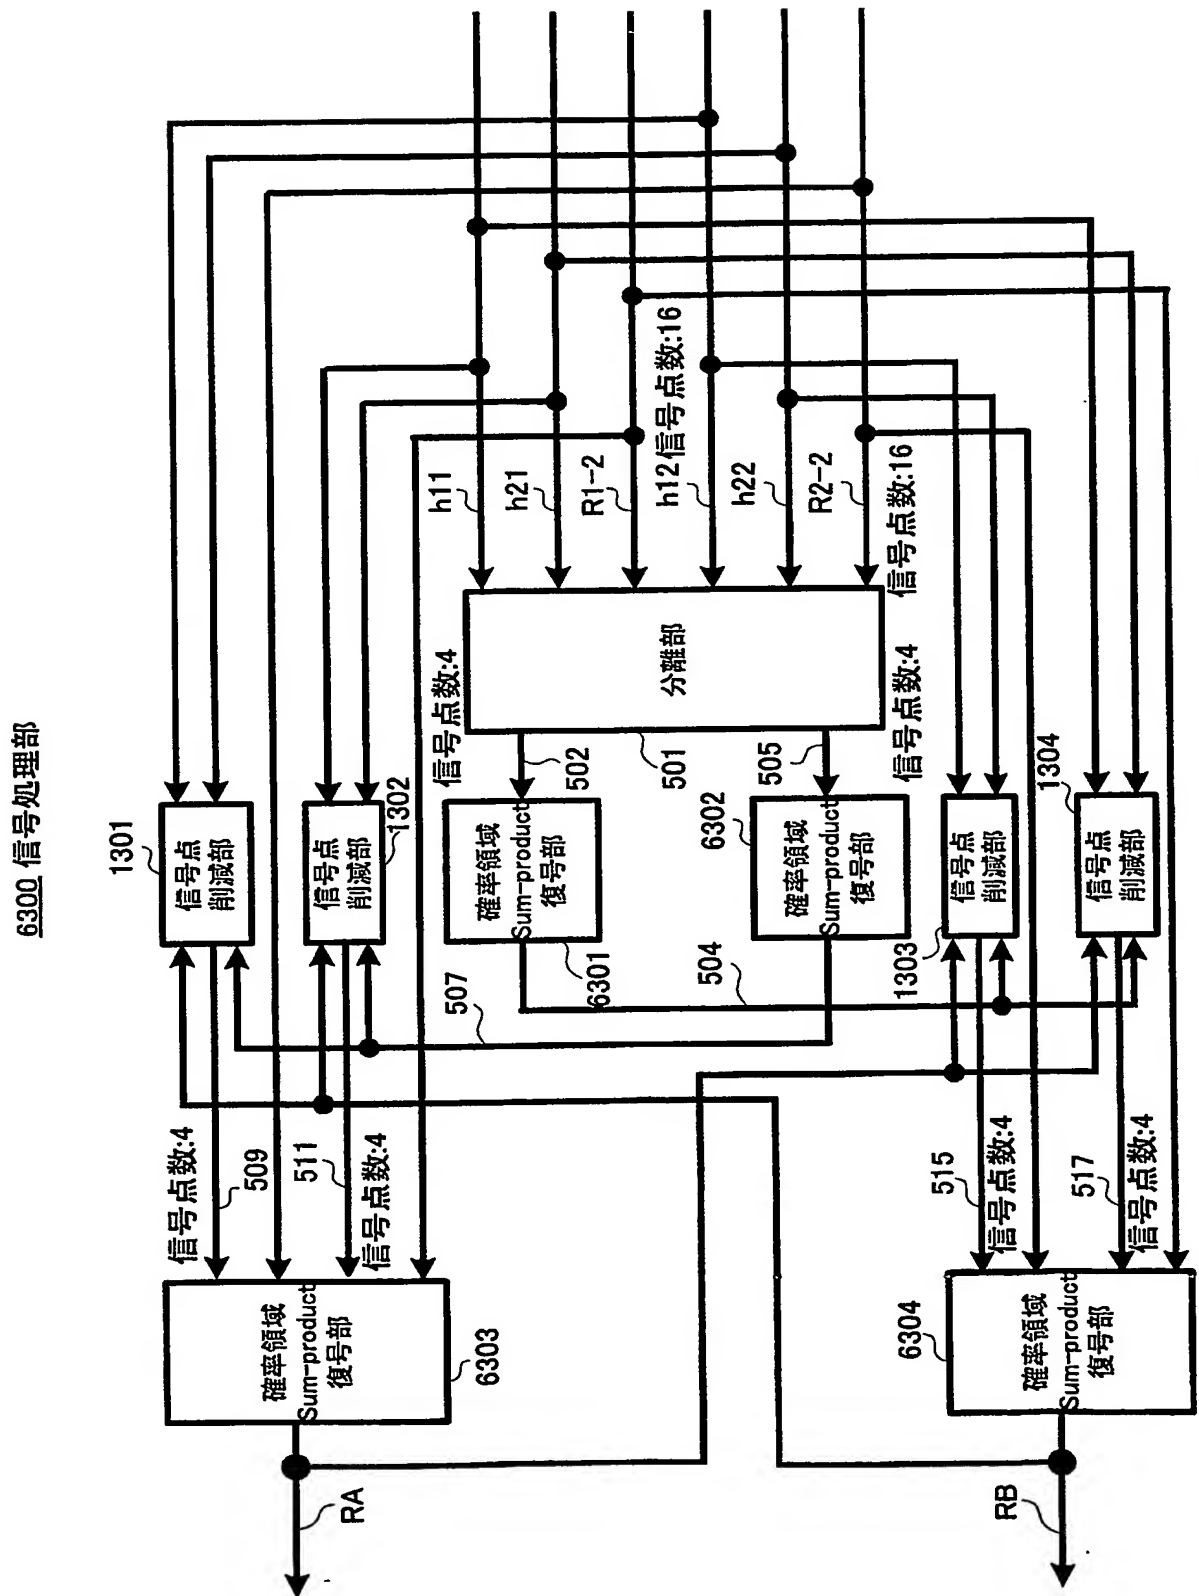 6300 信号処理部
h11
h21
R1-2
信号点数:16
h12
h22
R2-2
信号点数:16
分離部
501
信号点数:4
502
505
信号点数:4
1301
信号点
削減部
1302
信号点
削減部
確率領域
Sum-product
復号部
6301
6302
確率領域
Sum-product
復号部
1303
信号点
削減部
1304
信号点
削減部
504
507
信号点数:4
509
511
信号点数:4
515
信号点数:4
517
信号点数:4
確率領域
Sum-product
復号部
6303
6304
確率領域
Sum-product
復号部
RA
RB